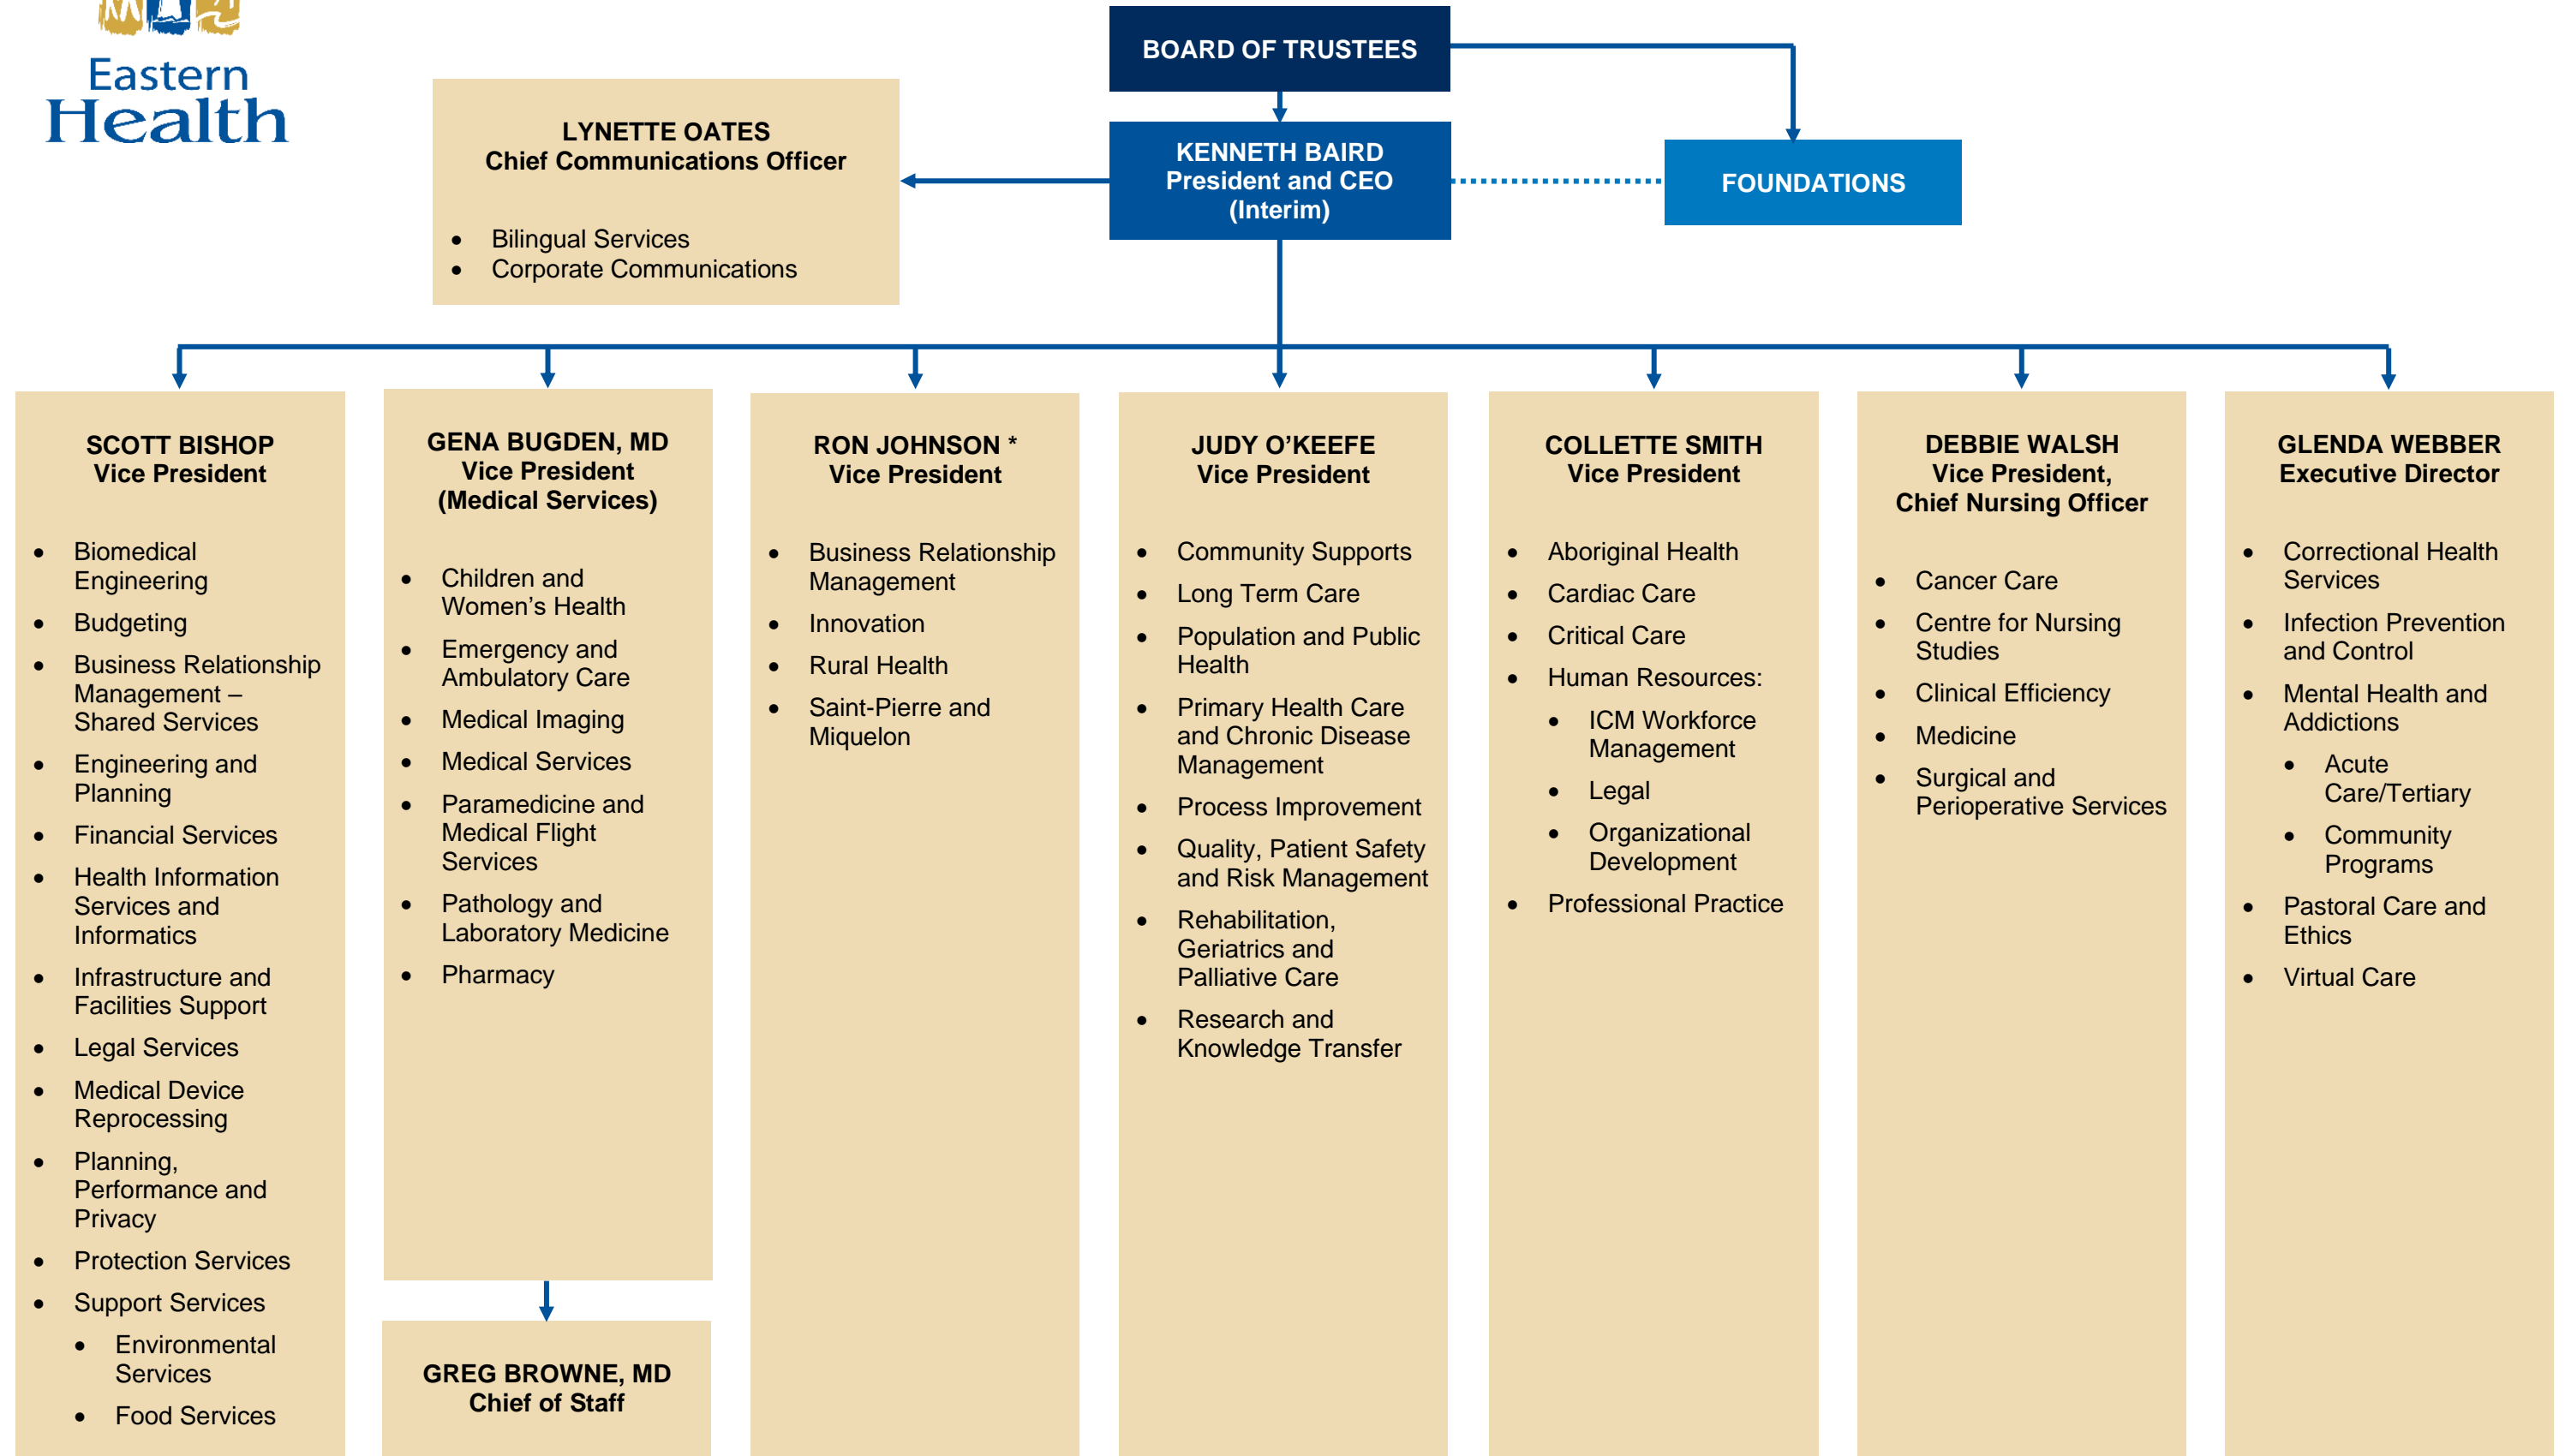 Eastern
Health
BOARD OF TRUSTEES
LYNETTE OATES
Chief Communications Officer
• Bilingual Services
• Corporate Communications
KENNETH BAIRD
President and CEO
(Interim)
FOUNDATIONS
SCOTT BISHOP
Vice President
• Biomedical
Engineering
• Budgeting
• Business Relationship
Management –
Shared Services
• Engineering and
Planning
• Financial Services
• Health Information
Services and
Informatics
• Infrastructure and
Facilities Support
• Legal Services
• Medical Device
Reprocessing
• Planning,
Performance and
Privacy
• Protection Services
• Support Services
• Environmental
Services
• Food Services
GENA BUGDEN, MD
Vice President
(Medical Services)
• Children and
Women’s Health
• Emergency and
Ambulatory Care
• Medical Imaging
• Medical Services
• Paramedicine and
Medical Flight
Services
• Pathology and
Laboratory Medicine
• Pharmacy
GREG BROWNE, MD
Chief of Staff
RON JOHNSON *
Vice President
• Business Relationship
Management
• Innovation
• Rural Health
• Saint-Pierre and
Miquelon
JUDY O’KEEFE
Vice President
• Community Supports
• Long Term Care
• Population and Public
Health
• Primary Health Care
and Chronic Disease
Management
• Process Improvement
• Quality, Patient Safety
and Risk Management
• Rehabilitation,
Geriatrics and
Palliative Care
• Research and
Knowledge Transfer
COLLETTE SMITH
Vice President
• Aboriginal Health
• Cardiac Care
• Critical Care
• Human Resources:
• ICM Workforce
Management
• Legal
• Organizational
Development
• Professional Practice
DEBBIE WALSH
Vice President,
Chief Nursing Officer
• Cancer Care
• Centre for Nursing
Studies
• Clinical Efficiency
• Medicine
• Surgical and
Perioperative Services
GLENDA WEBBER
Executive Director
• Correctional Health
Services
• Infection Prevention
and Control
• Mental Health and
Addictions
• Acute
Care/Tertiary
• Community
Programs
• Pastoral Care and
Ethics
• Virtual Care